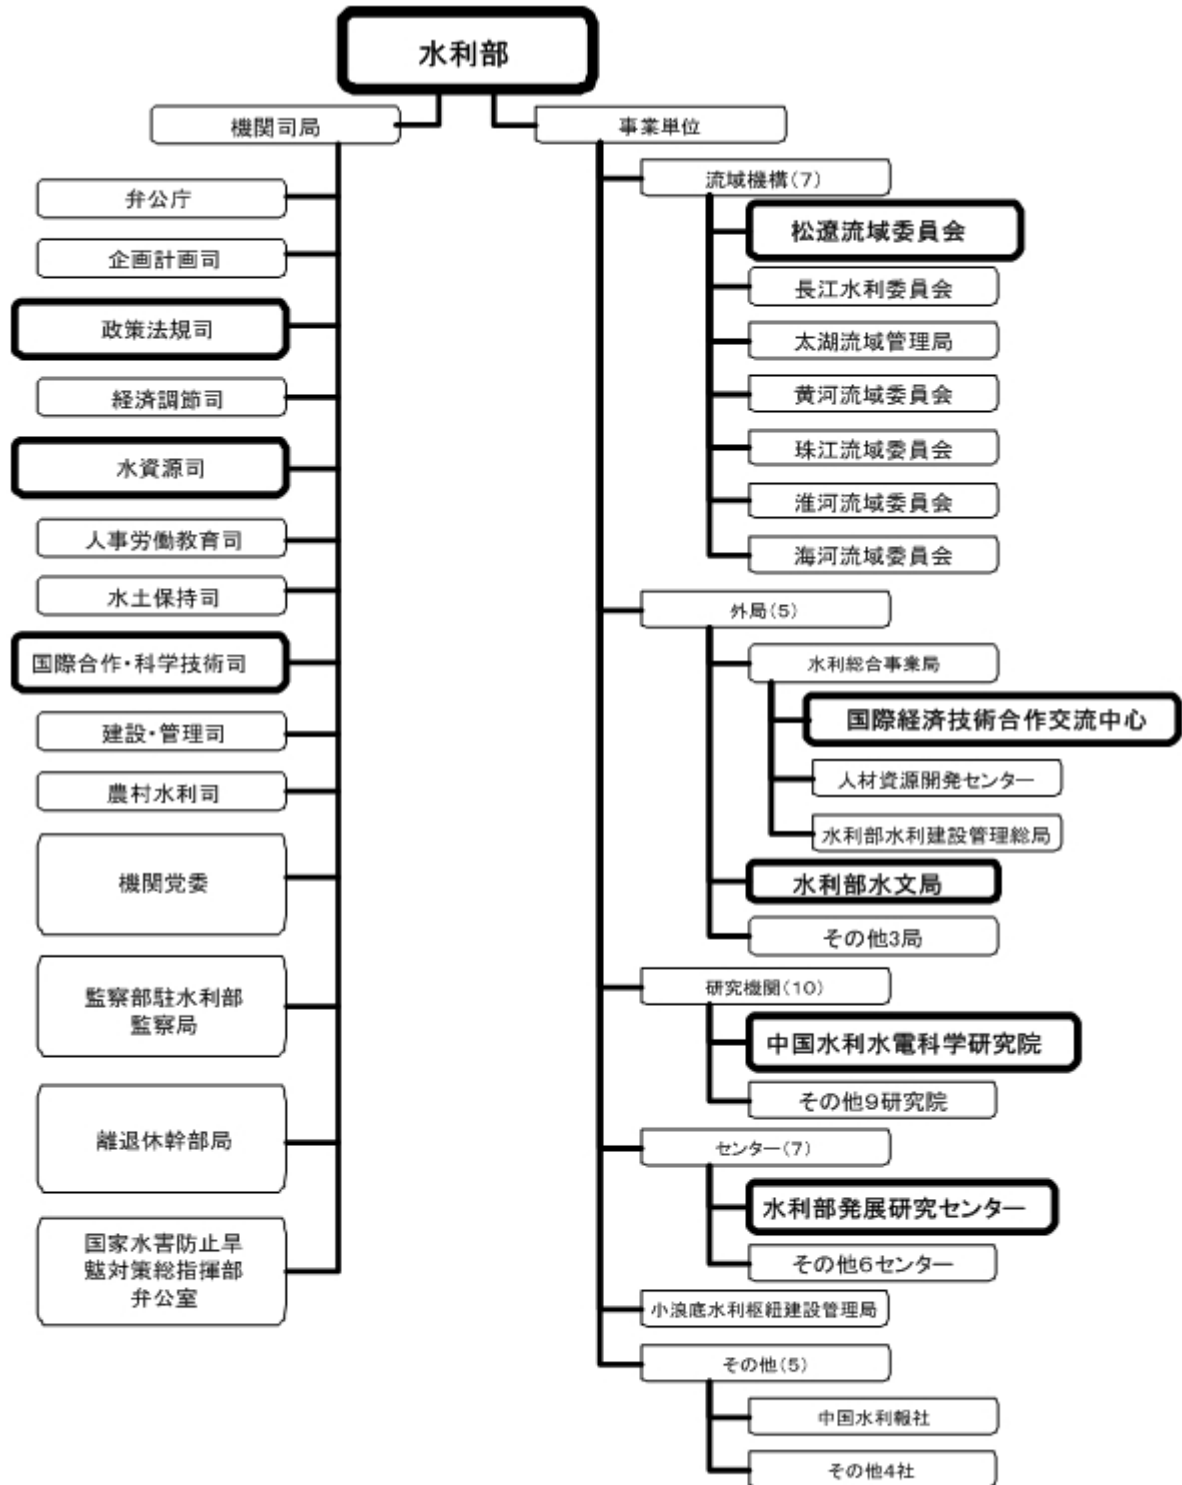 水利部
機関司局
弁公庁
企画計画司
政策法規司
経済調節司
水資源司
人事労働教育司
水土保持司
国際合作・科学技術司
建設・管理司
農村水利司
機関党委
監察部駐水利部
監察局
離退休幹部局
国家水害防止旱
魃対策総指揮部
弁公室
事業単位
流域機構(7)
松遼流域委員会
長江水利委員会
太湖流域管理局
黄河流域委員会
珠江流域委員会
淮河流域委員会
海河流域委員会
外局(5)
水利総合事業局
国際経済技術合作交流中心
人材資源開発センター
水利部水利建設管理総局
水利部水文局
その他3局
研究機関(10)
中国水利水電科学研究院
その他9研究院
センター(7)
水利部発展研究センター
その他6センター
小浪底水利枢紐建設管理局
その他(5)
中国水利報社
その他4社